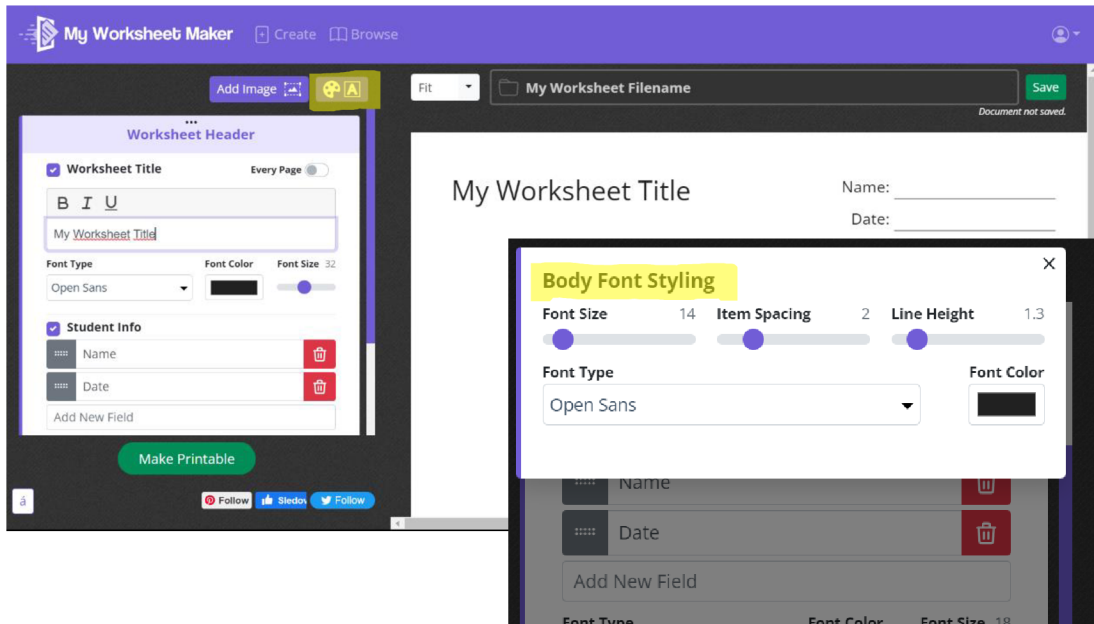 My Worksheet Maker Create Browse
Add Image A
Fit My Worksheet Filename Save
Document not saved.
Worksheet Header
Worksheet Title Every Page
B I U
My Worksheet Title
Font Type Font Color Font Size 32
Open Sans
Student Info
Name
Date
Add New Field
Make Printable
á
Follow Sledov Follow
My Worksheet Title
Name:
Date:
Body Font Styling
Font Size 14 Item Spacing 2 Line Height 1.3
Font Type Font Color
Open Sans
Name
Date
Add New Field
Font Type Font Color Font Size 18